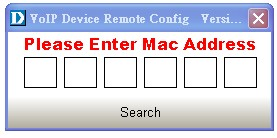 D VoIP Device Remote Config Versi...
Please Enter Mac Address
Search